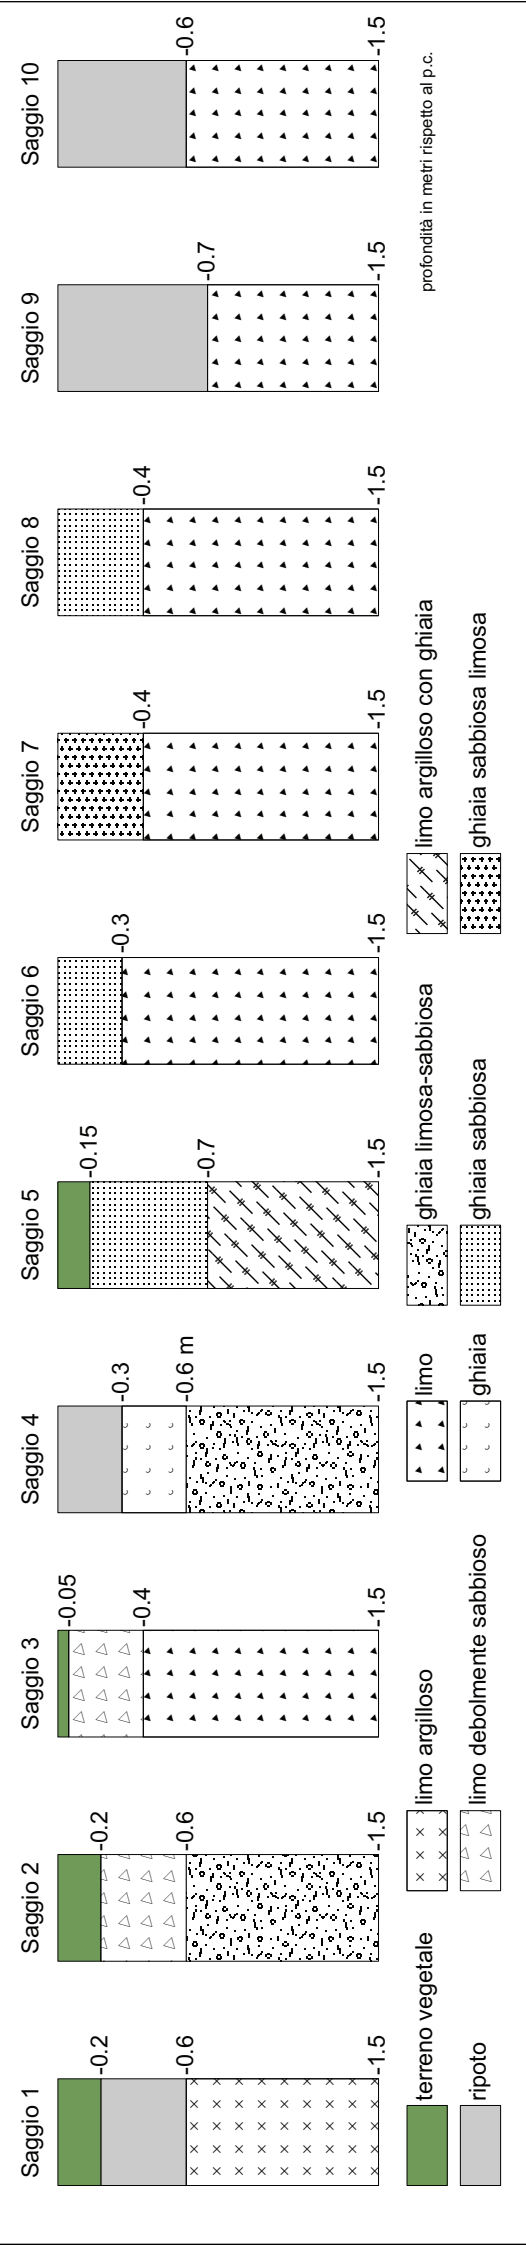 Saggio 1
-0.2
-0.6
-1.5
Saggio 2
-0.2
-0.6
-1.5
Saggio 3
-0.05
-0.4
-1.5
Saggio 4
-0.3
-0.6 m
-1.5
Saggio 5
-0.15
-0.7
-1.5
Saggio 6
-0.3
-1.5
Saggio 7
-0.4
-1.5
Saggio 8
-0.4
-1.5
Saggio 9
-0.7
-1.5
Saggio 10
-0.6
-1.5
terreno vegetale
limo argilloso
limo
ghiaia limosa-sabbiosa
limo argilloso con ghiaia
ripoto
limo debolmente sabbioso
ghiaia
ghiaia sabbiosa
ghiaia sabbiosa limosa
profondità in metri rispetto al p.c.